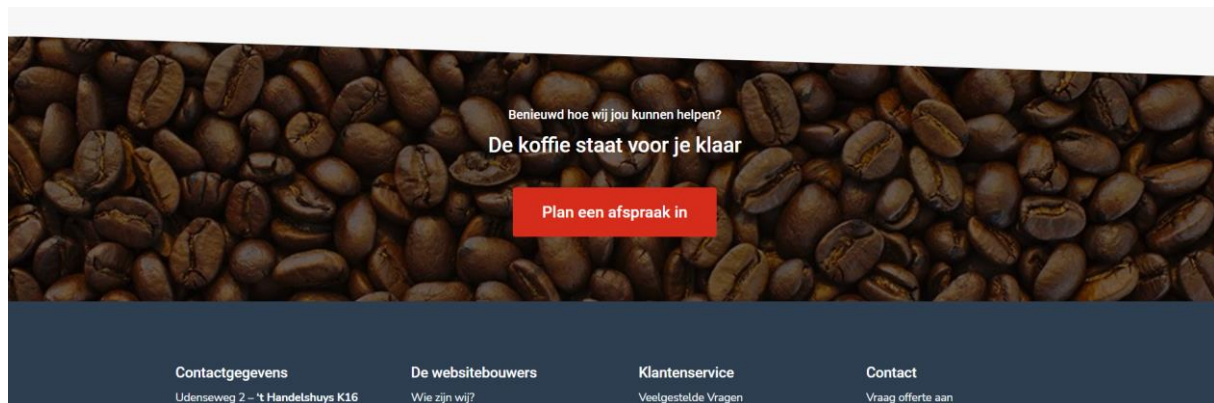 Benieuwd hoe wij jou kunnen helpen?
De koffie staat voor je klaar
Plan een afspraak in
Contactgegevens
Udenseweg 2 – 't Handelshuys K16
De websitebouwers
Wie zijn wij?
Klantenservice
Veelgestelde Vragen
Contact
Vraag offerte aan